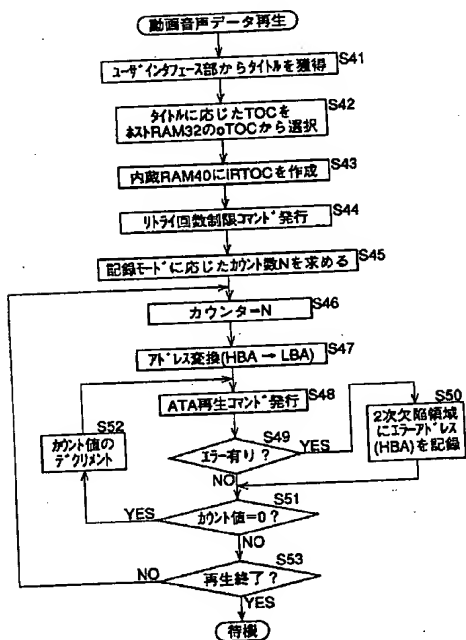 動画音声データ再生
S41
ユーザインタフェース部からタイトルを獲得
S42
タイトルに応じたTOCを
ホストRAM32のoTOCから選択
S43
内蔵RAM40にIRTOCを作成
S44
リトライ回数制限コマンド発行
S45
記録モードに応じたカウント数Nを求める
S46
カウンターN
S47
アドレス変換(HBA → LBA)
S48
ATA再生コマンド発行
S49
エラー有り?
YES
NO
S50
2次欠陥領域
にエラーアドレス
(HBA)を記録
S51
カウント値=0?
YES
NO
S52
カウント値の
デクリメント
S53
再生終了?
NO
YES
待機